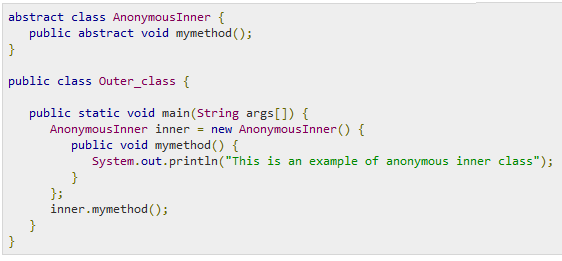 abstract class AnonymousInner {
   public abstract void mymethod();
}

public class Outer_class {

   public static void main(String args[]) {
      AnonymousInner inner = new AnonymousInner() {
         public void mymethod() {
            System.out.println("This is an example of anonymous inner class");
         }
      };
      inner.mymethod();
   }
}